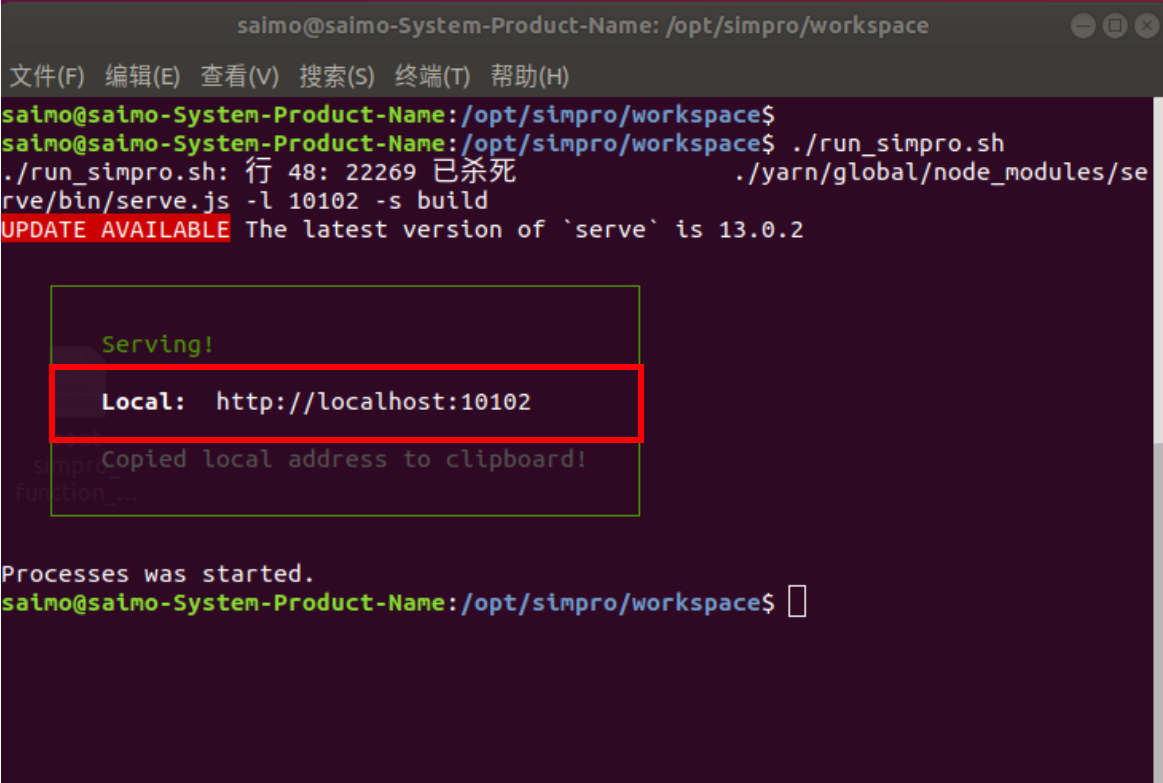 saimo@saimo-System-Product-Name: /opt/simpro/workspace
文件(F) 编辑(E) 查看(V) 搜索(S) 终端(T) 帮助(H)
saimo@saimo-System-Product-Name:/opt/simpro/workspace$
saimo@saimo-System-Product-Name:/opt/simpro/workspace$ ./run_simpro.sh
./run_simpro.sh: 行 48: 22269 已杀死 ./yarn/global/node_modules/se
rve/bin/serve.js -l 10102 -s build
UPDATE AVAILABLE The latest version of `serve` is 13.0.2
Serving!
Local: http://localhost:10102
root
Copied local address to clipboard!
simpro_
function_...
Processes was started.
saimo@saimo-System-Product-Name:/opt/simpro/workspace$